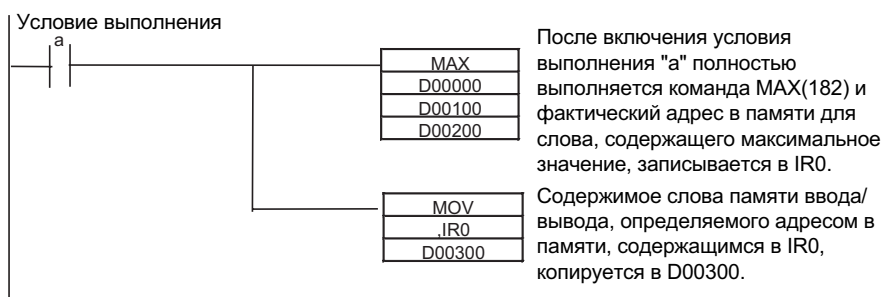 Условие выполнения
a
MAX
D00000
D00100
D00200
После включения условия
выполнения "a" полностью
выполняется команда MAX(182) и
фактический адрес в памяти для
слова, содержащего максимальное
значение, записывается в IR0.
MOV
,IR0
D00300
Содержимое слова памяти ввода/
вывода, определяемого адресом в
памяти, содержащимся в IR0,
копируется в D00300.